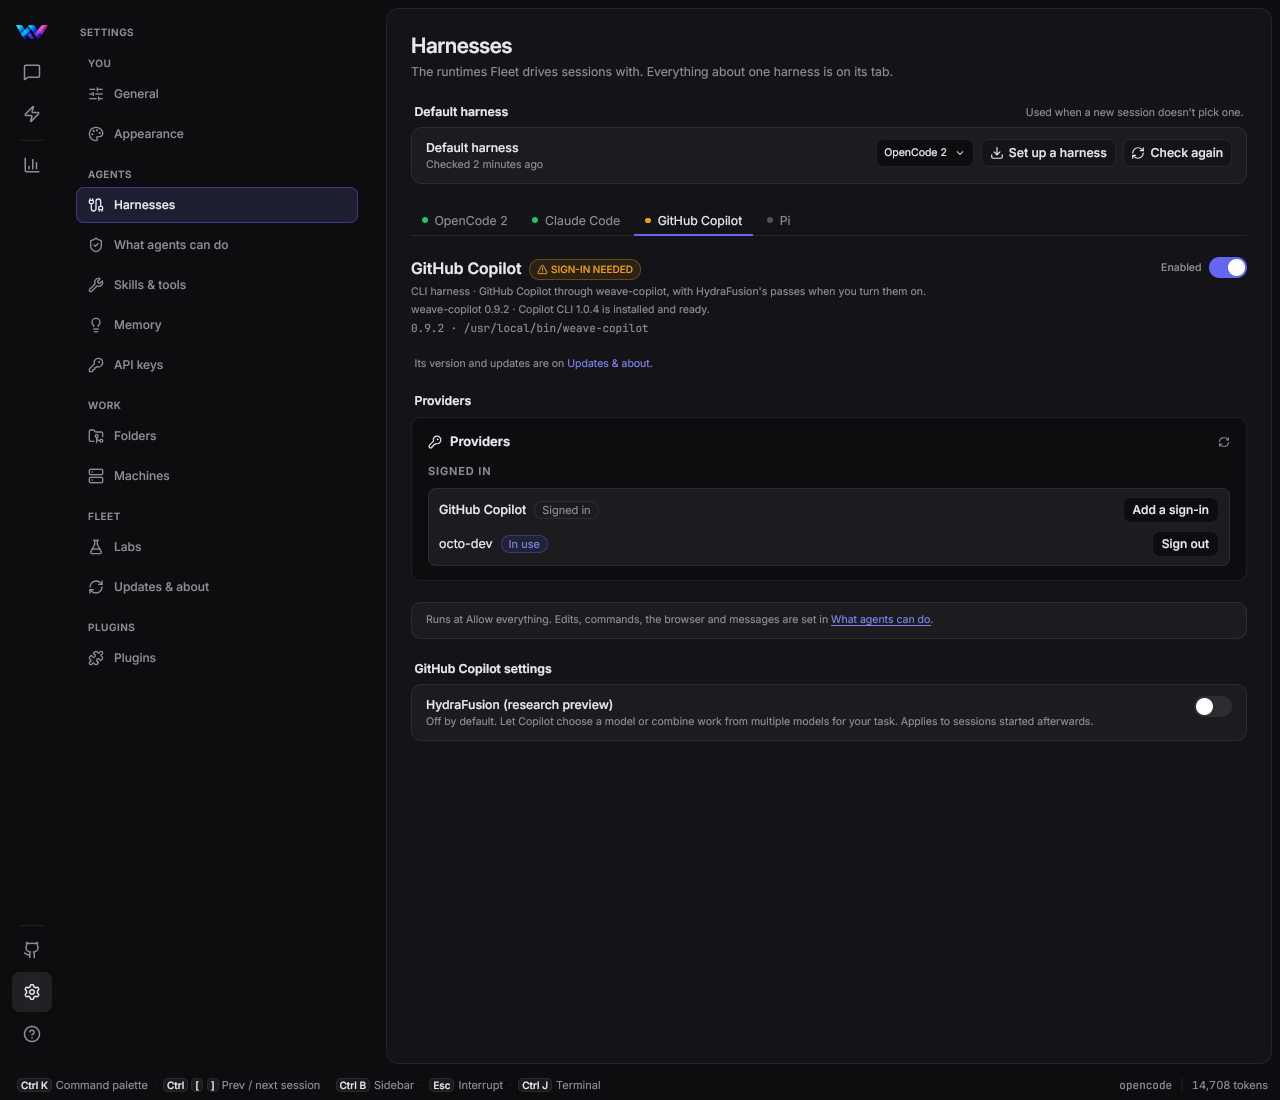 SETTINGS
YOU
General
Appearance
AGENTS
Harnesses
What agents can do
Skills & tools
Memory
API keys
WORK
Folders
Machines
FLEET
Labs
Updates & about
PLUGINS
Plugins
Harnesses
The runtimes Fleet drives sessions with. Everything about one harness is on its tab.
Default harness
Used when a new session doesn't pick one.
Default harness
Checked 2 minutes ago
OpenCode 2
Set up a harness
Check again
OpenCode 2
Claude Code
GitHub Copilot
Pi
GitHub Copilot
SIGN-IN NEEDED
Enabled
CLI harness · GitHub Copilot through weave-copilot, with HydraFusion's passes when you turn them on.
weave-copilot 0.9.2 · Copilot CLI 1.0.4 is installed and ready.
0.9.2 · /usr/local/bin/weave-copilot
Its version and updates are on Updates & about.
Providers
Providers
SIGNED IN
GitHub Copilot
Signed in
Add a sign-in
octo-dev
In use
Sign out
Runs at Allow everything. Edits, commands, the browser and messages are set in What agents can do.
GitHub Copilot settings
HydraFusion (research preview)
Off by default. Let Copilot choose a model or combine work from multiple models for your task. Applies to sessions started afterwards.
Ctrl K Command palette
Ctrl [ ] Prev / next session
Ctrl B Sidebar
Esc Interrupt
Ctrl J Terminal
opencode
14,708 tokens